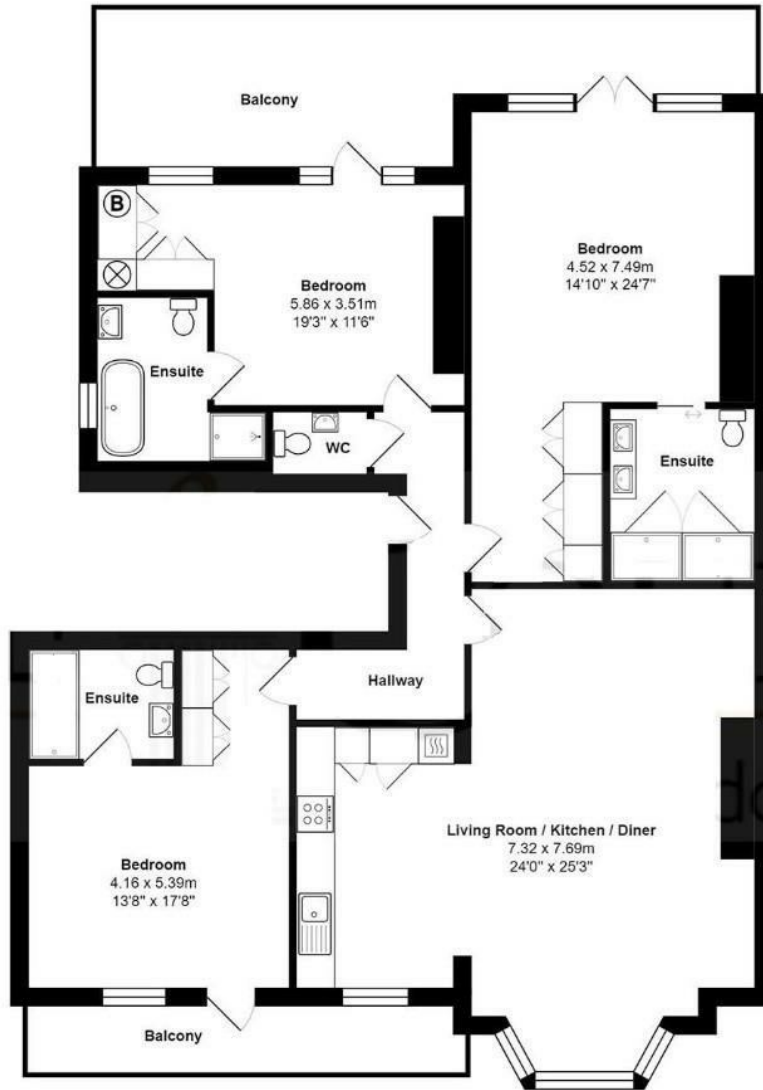 Balcony
B
Bedroom
4.52 x 7.49m
14'10" x 24'7"
Bedroom
5.86 x 3.51m
19'3" x 11'6"
Ensuite
WC
Ensuite
Hallway
Ensuite
Living Room / Kitchen / Diner
7.32 x 7.69m
24'0" x 25'3"
Bedroom
4.16 x 5.39m
13'8" x 17'8"
Balcony